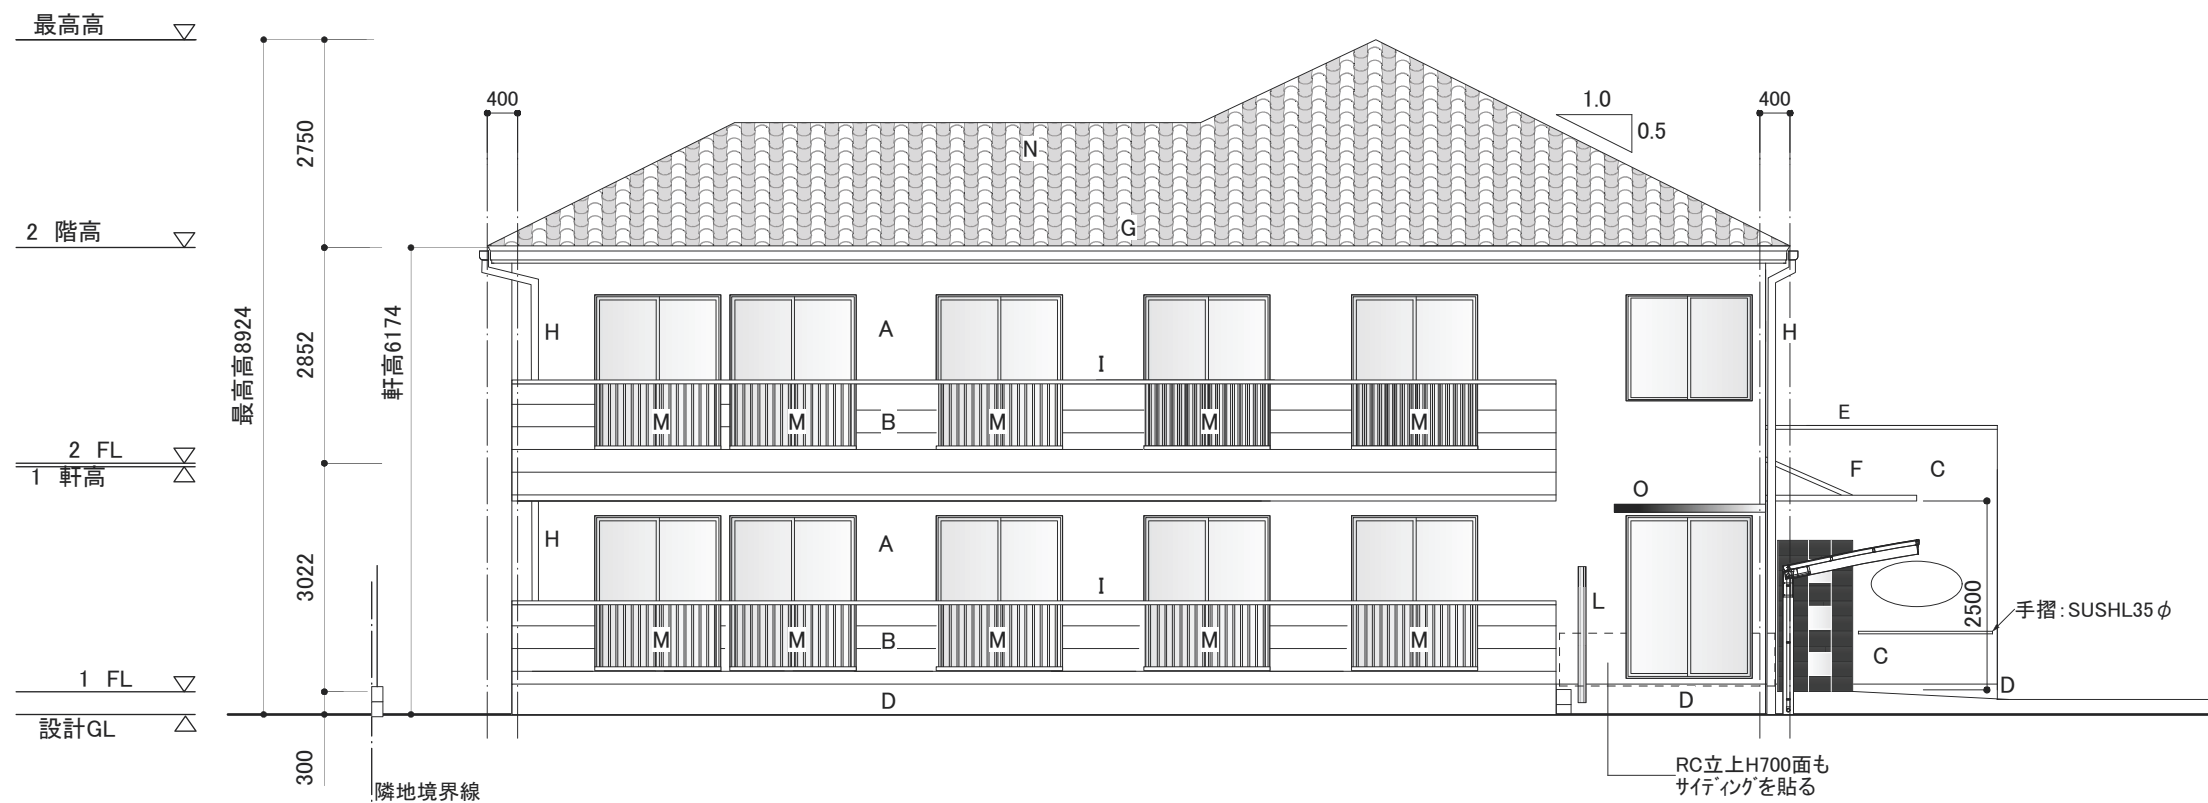 最高高
400
1.0
400
0.5
2750
N
G
2 階高
最高高8924
2852
軒高6174
H
A
I
H
M
M
B
M
M
M
E
2 FL
1 軒高
F
C
O
H
A
I
L
3022
2500
手摺:SUSHL35φ
M
M
B
M
M
M
C
1 FL
D
D
D
設計GL
300
隣地境界線
RC立上H700面も
サイディングを貼る